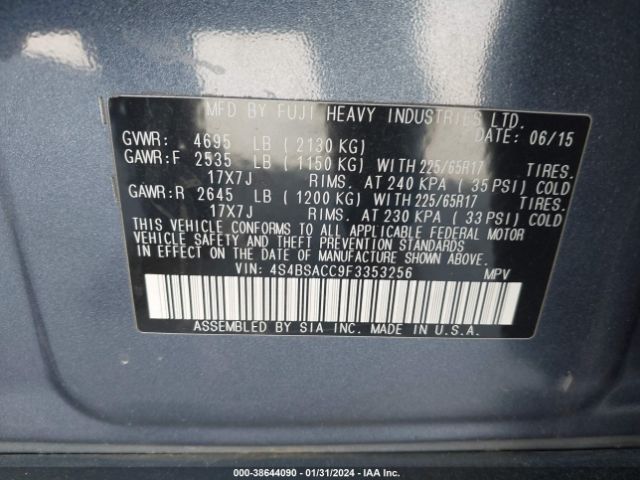 MFD BY FUJI HEAVY INDUSTRIES LTD.
DATE: 06/15
GVWR: 4695 LB ( 2130 KG)
GAWR:F 2535 LB ( 1150 KG) WITH 225/65R17 TIRES.
17X7J RIMS. AT 240 KPA ( 35 PSI) COLD
GAWR:R 2645 LB ( 1200 KG) WITH 225/65R17 TIRES.
17X7J RIMS. AT 230 KPA ( 33 PSI) COLD
THIS VEHICLE CONFORMS TO ALL APPLICABLE FEDERAL MOTOR
VEHICLE SAFETY AND THEFT PREVENTION STANDARDS
IN EFFECT ON THE DATE OF MANUFACTURE SHOWN ABOVE.
VIN: 4S4BSACC9F3353256 MPV
ASSEMBLED BY SIA INC. MADE IN U.S.A.
000-38644090 - 01/31/2024 - IAA Inc.